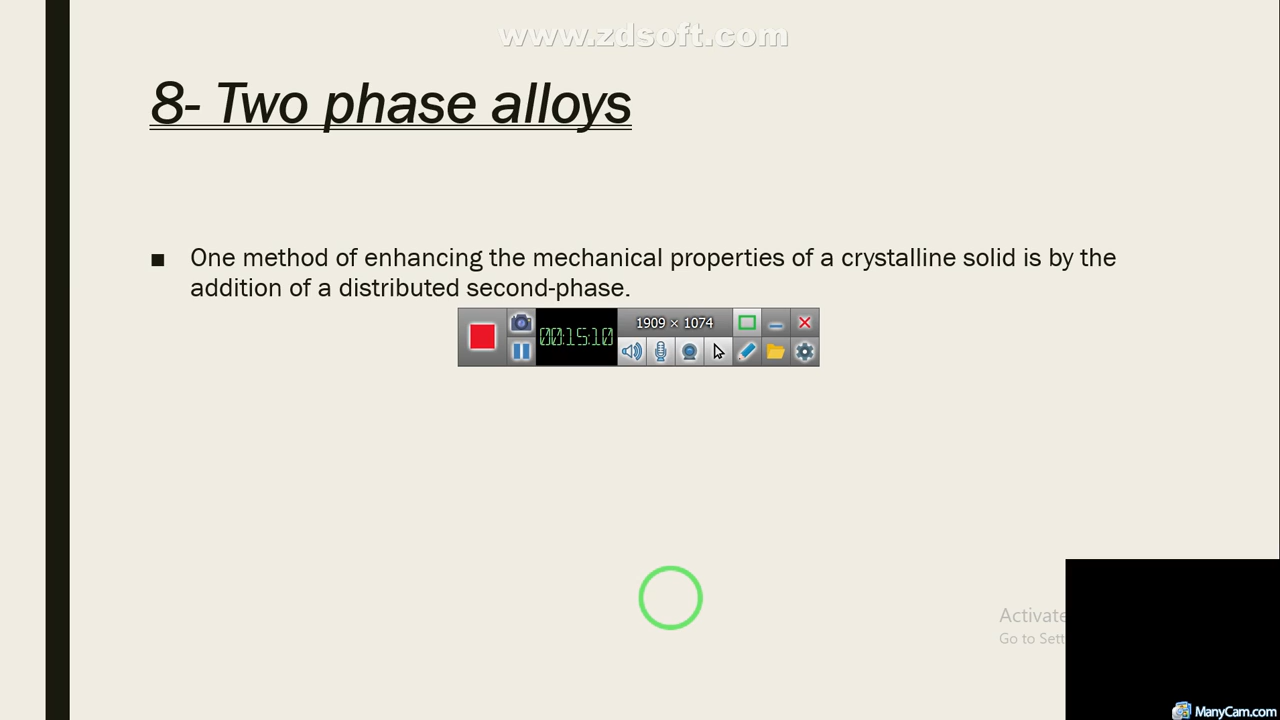 www.zdsoft.com
8- Two phase alloys
■ One method of enhancing the mechanical properties of a crystalline solid is by the
addition of a distributed second-phase.
1909 × 1074
00:15:10
Activate
Go to Sett
ManyCam.com